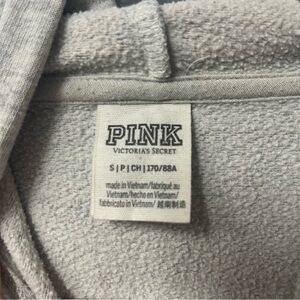 PINK
VICTORIA'S SECRET
S | P | CH | 170/88A
made in Vietnam/fabriqué au
Vietnam/hecho en Vietnam/
fabbricato in Vietnam/ 越南制造